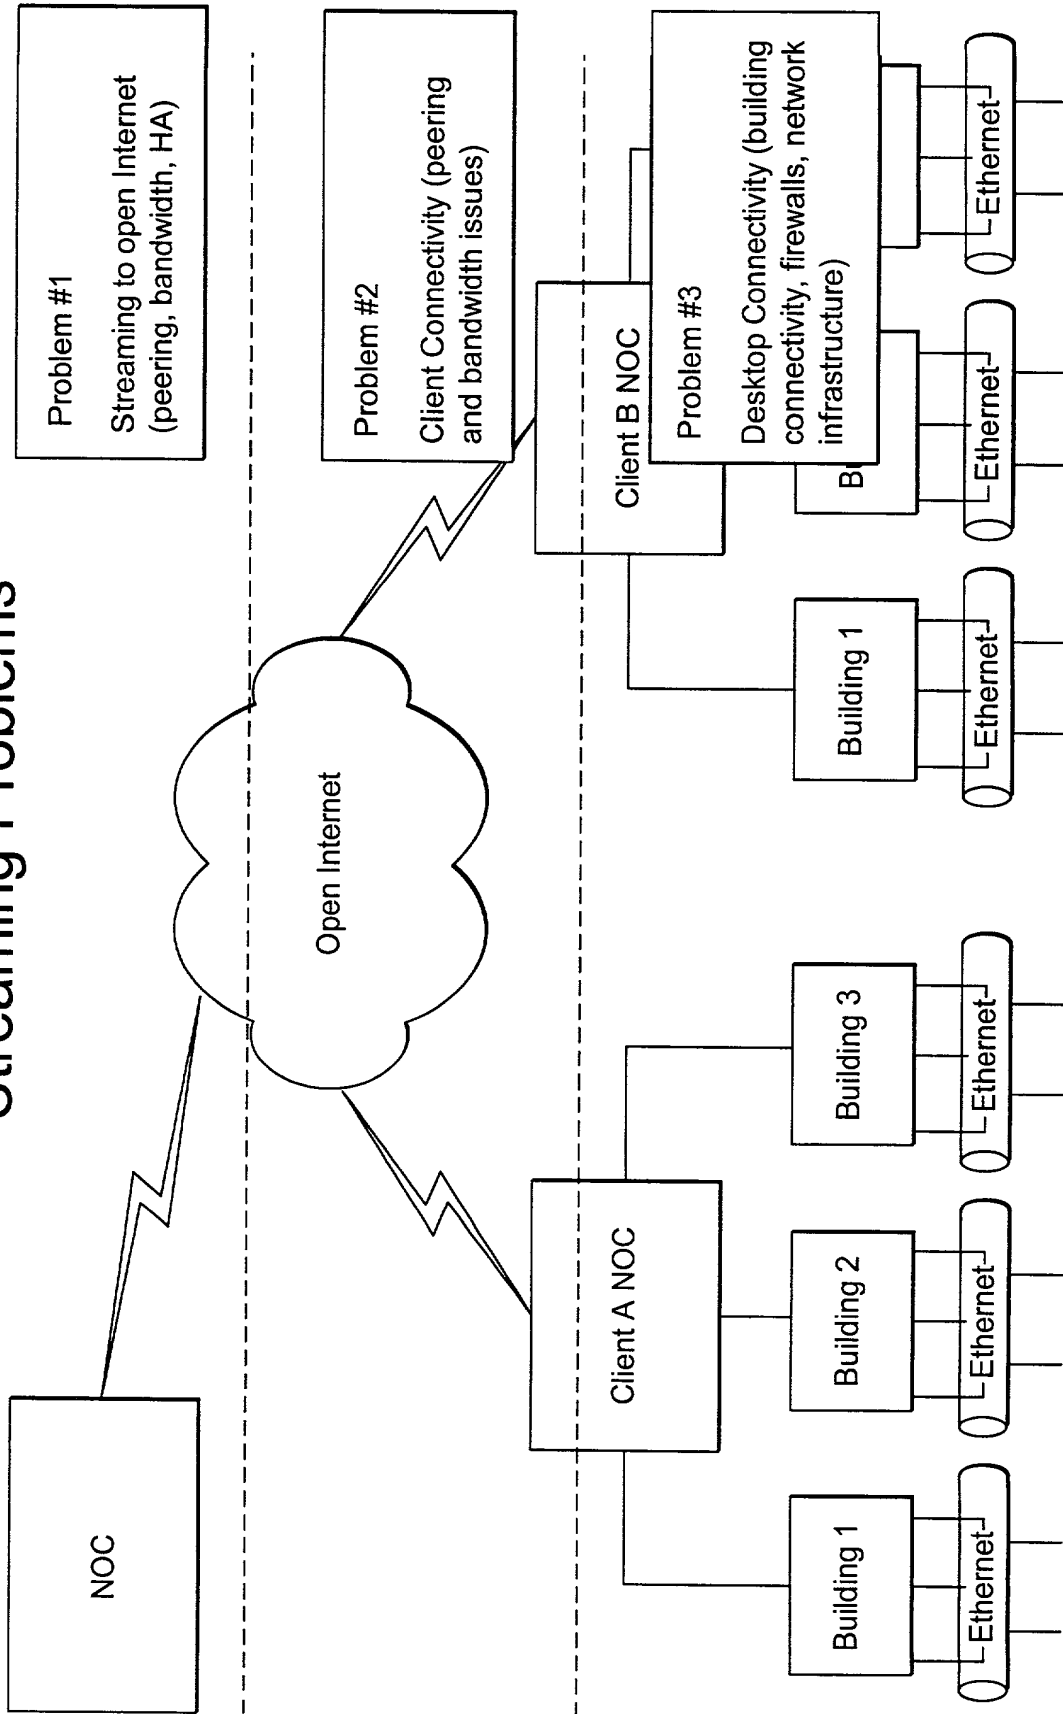 Streaming Problems
NOC
Problem #1
Streaming to open Internet
(peering, bandwidth, HA)
Open Internet
Problem #2
Client Connectivity (peering
and bandwidth issues)
Client A NOC
Client B NOC
Problem #3
Desktop Connectivity (building
connectivity, firewalls, network
infrastructure)
Building 1
Building 2
Building 3
Building 1
Ethernet
Ethernet
Ethernet
Ethernet
Ethernet
Ethernet